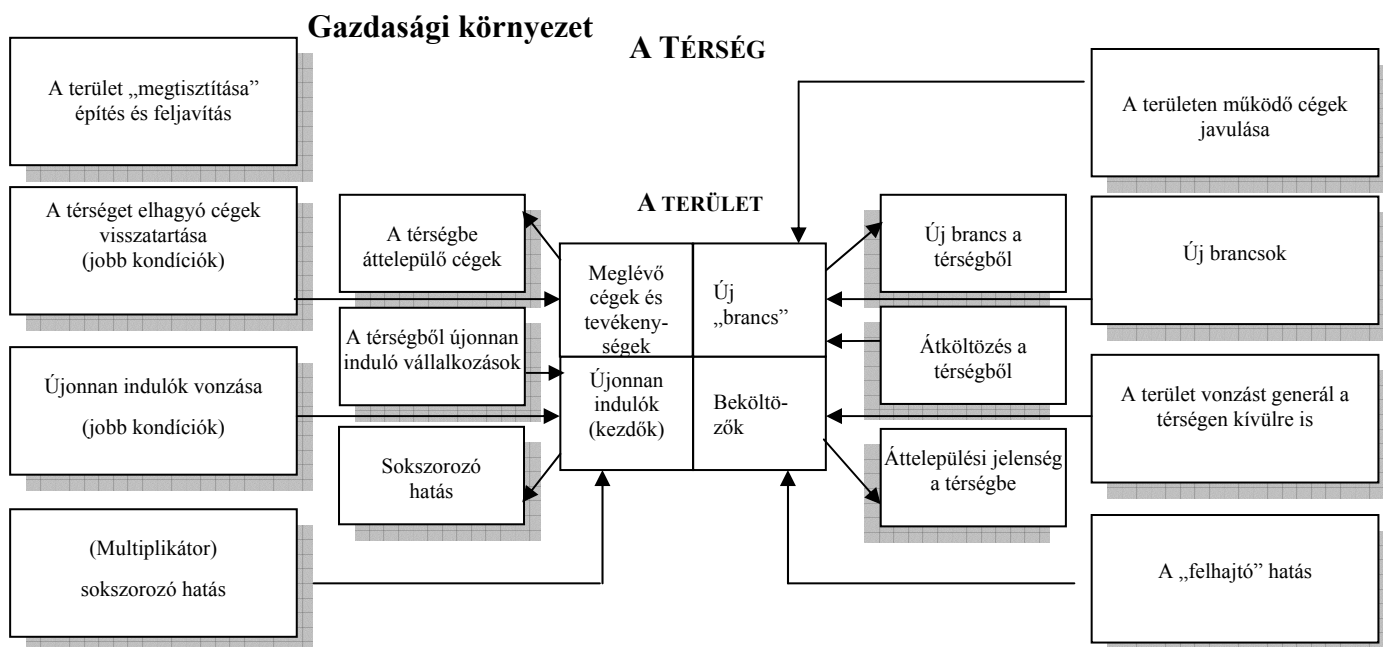 Gazdasági környezet
A TÉRSÉG
A terület „megtisztítása”
építés és feljavítás
A térséget elhagyó cégek
visszatartása
(jobb kondíciók)
Újonnan indulók vonzása
(jobb kondíciók)
(Multiplikátor)
sokszorozó hatás
A térségbe
áttelepülő cégek
A térségből újonnan
induló vállalkozások
Sokszorozó
hatás
A TERÜLET
Meglévő
cégek és
tevékeny-
ségek
Új
„brancs”
Újonnan
indulók
(kezdők)
Beköltö-
zők
Új brancs a
térségből
Átköltözés a
térségből
Áttelepülési jelenség
a térségbe
A területen működő cégek
javulása
Új brancsok
A terület vonzást generál a
térségen kívülre is
A „felhajtó” hatás